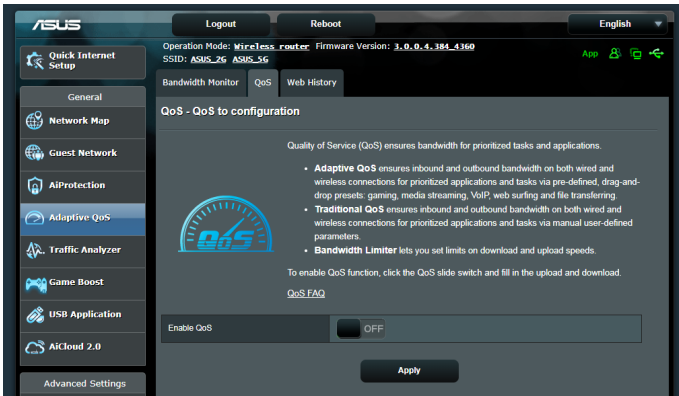 ASUS
Logout
Reboot
English
Quick Internet
Setup
Operation Mode: Wireless router Firmware Version: 3.0.0.4.384_4360
SSID: ASUS_2G ASUS_5G
App
Bandwidth Monitor
QoS
Web History
General
Network Map
Guest Network
AiProtection
Adaptive QoS
Traffic Analyzer
Game Boost
USB Application
AiCloud 2.0
Advanced Settings
QoS - QoS to configuration
QoS
Quality of Service (QoS) ensures bandwidth for prioritized tasks and applications.
• Adaptive QoS ensures inbound and outbound bandwidth on both wired and
wireless connections for prioritized applications and tasks via pre-defined, drag-and-
drop presets: gaming, media streaming, VoIP, web surfing and file transferring.
• Traditional QoS ensures inbound and outbound bandwidth on both wired and
wireless connections for prioritized applications and tasks via manual user-defined
parameters.
• Bandwidth Limiter lets you set limits on download and upload speeds.
To enable QoS function, click the QoS slide switch and fill in the upload and download.
QoS FAQ
Enable QoS
OFF
Apply